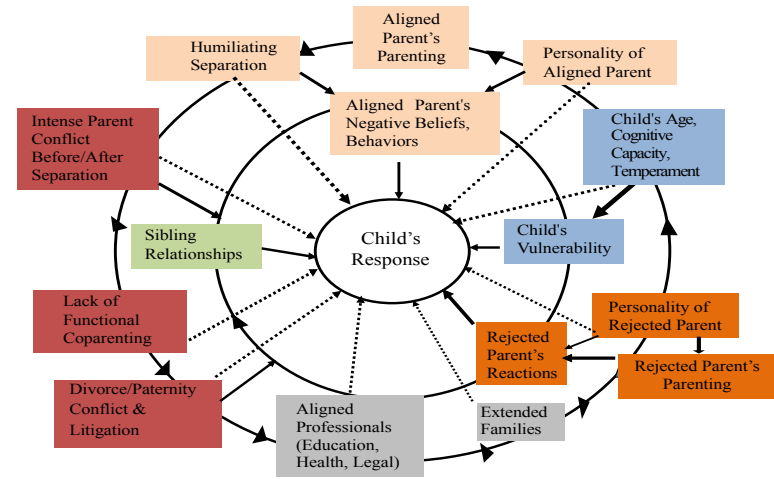 Aligned
Parent's
Parenting
Humiliating
Separation
Personality of
Aligned Parent
Aligned Parent's
Negative Beliefs,
Behaviors
Intense Parent
Conflict
Before/After
Separation
Child's Age,
Cognitive
Capacity,
Temperament
Sibling
Relationships
Child's
Response
Child's
Vulnerability
Lack of
Functional
Coparenting
Personality of
Rejected Parent
Rejected
Parent's
Reactions
Rejected Parent's
Parenting
Divorce/Paternity
Conflict &
Litigation
Aligned
Professionals
(Education,
Health, Legal)
Extended
Families